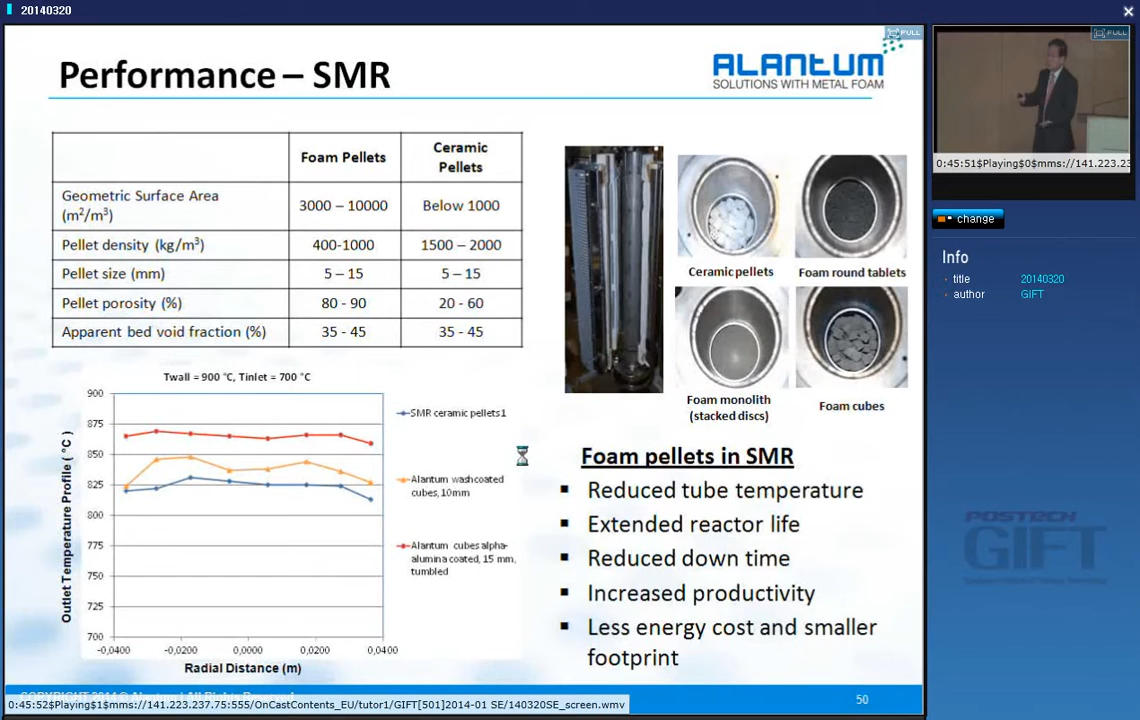 20140320
Performance – SMR
ALANTUM
SOLUTIONS WITH METAL FOAM
FULL
Foam Pellets
Ceramic
Pellets
Geometric Surface Area
(m²/m³)
3000 – 10000
Below 1000
Pellet density (kg/m³)
400-1000
1500 – 2000
Pellet size (mm)
5 – 15
5 – 15
Pellet porosity (%)
80 - 90
20 - 60
Apparent bed void fraction (%)
35 - 45
35 - 45
Ceramic pellets
Foam round tablets
Foam monolith
(stacked discs)
Foam cubes
Twall = 900 °C, Tinlet = 700 °C
Outlet Temperature Profile ( °C)
900
875
850
825
800
775
750
725
700
-0,0400
-0,0200
0,0000
0,0200
0,0400
Radial Distance (m)
SMR ceramic pellets1
Alantum washcoated
cubes, 10mm
Alantum cubes alpha-
alumina coated, 15 mm,
tumbled
Foam pellets in SMR
Reduced tube temperature
Extended reactor life
Reduced down time
Increased productivity
Less energy cost and smaller
footprint
50
0:45:52$Playing$1$mms://141.223.237.75:555/OnCastContents_EU/tutor1/GIFT[501]2014-01 SE/140320SE_screen.wmv
FULL
0:45:51$Playing$0$mms://141.223.23
change
Info
title
20140320
author
GIFT
POSTECH
GIFT